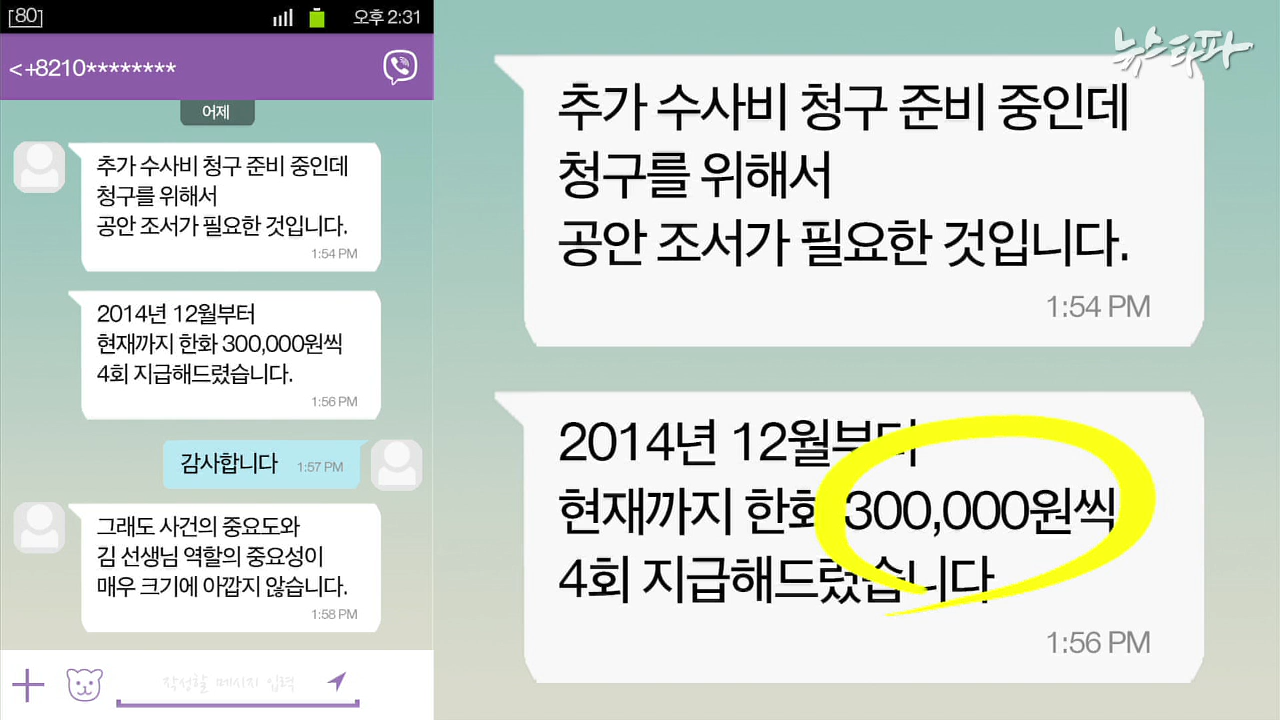 [80]
오후 2:31
<+8210********
어제
추가 수사비 청구 준비 중인데
청구를 위해서
공안 조서가 필요한 것입니다.
1:54 PM
2014년 12월부터
현재까지 한화 300,000원씩
4회 지급해드렸습니다.
1:56 PM
감사합니다 1:57 PM
그래도 사건의 중요도와
김 선생님 역할의 중요성이
매우 크기에 아깝지 않습니다.
1:58 PM
작성할 메시지 입력
뉴스타파
추가 수사비 청구 준비 중인데
청구를 위해서
공안 조서가 필요한 것입니다.
1:54 PM
2014년 12월부터
현재까지 한화 300,000원씩
4회 지급해드렸습니다
1:56 PM